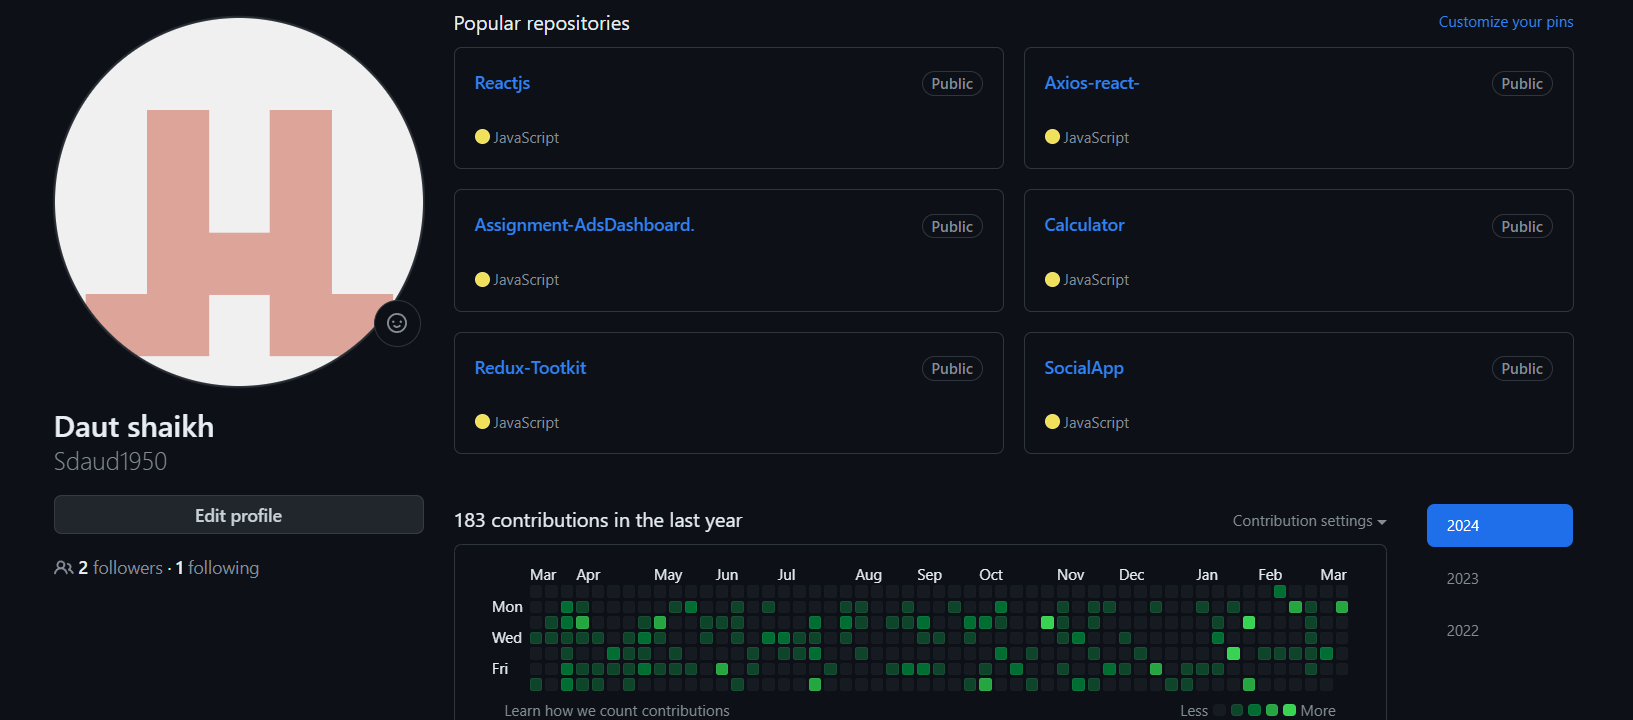 Popular repositories
Customize your pins
Reactjs
Public
JavaScript
Axios-react-
Public
JavaScript
Assignment-AdsDashboard.
Public
JavaScript
Calculator
Public
JavaScript
Redux-Tootkit
Public
JavaScript
SocialApp
Public
JavaScript
Daut shaikh
Sdaud1950
Edit profile
2 followers · 1 following
183 contributions in the last year
Contribution settings
2024
2023
2022
Mar Apr May Jun Jul Aug Sep Oct Nov Dec Jan Feb Mar
Mon
Wed
Fri
Learn how we count contributions
Less
More